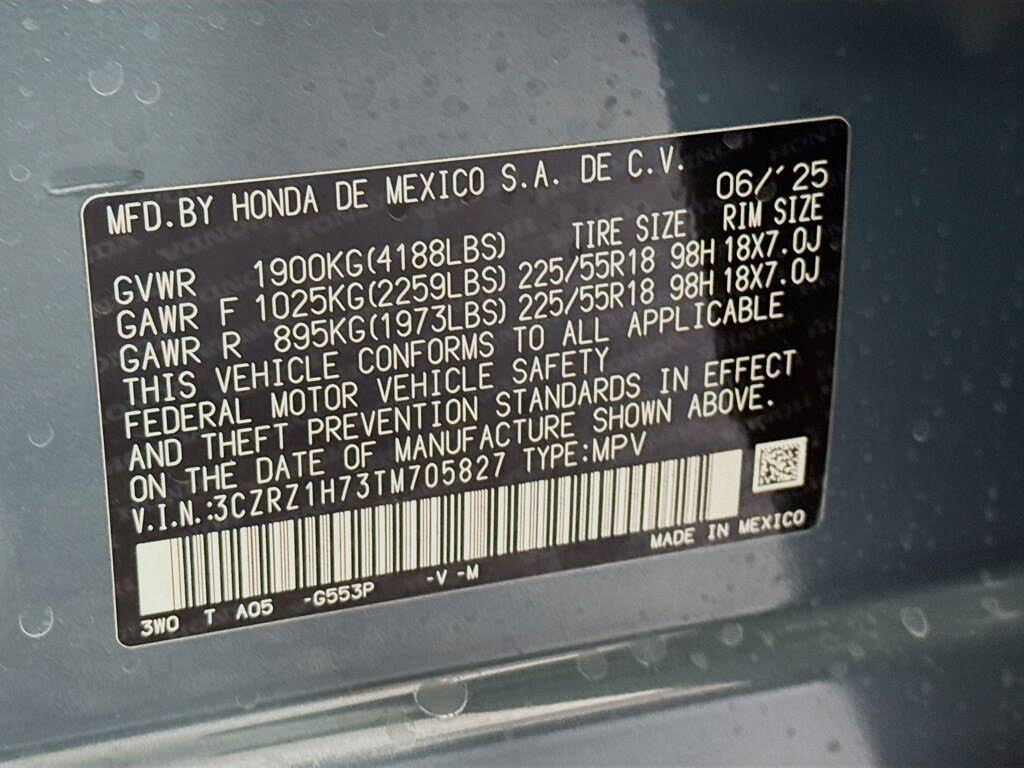 MFD.BY HONDA DE MEXICO S.A. DE C.V. 06/'25
TIRE SIZE RIM SIZE
GVWR 1900KG(4188LBS)
GAWR F 1025KG(2259LBS) 225/55R18 98H 18X7.0J
GAWR R 895KG(1973LBS) 225/55R18 98H 18X7.0J
THIS VEHICLE CONFORMS TO ALL APPLICABLE
FEDERAL MOTOR VEHICLE SAFETY
AND THEFT PREVENTION STANDARDS IN EFFECT
ON THE DATE OF MANUFACTURE SHOWN ABOVE.
V.I.N.:3CZRZ1H73TM705827 TYPE:MPV
MADE IN MEXICO
3W0 T A05 -G553P -V -M